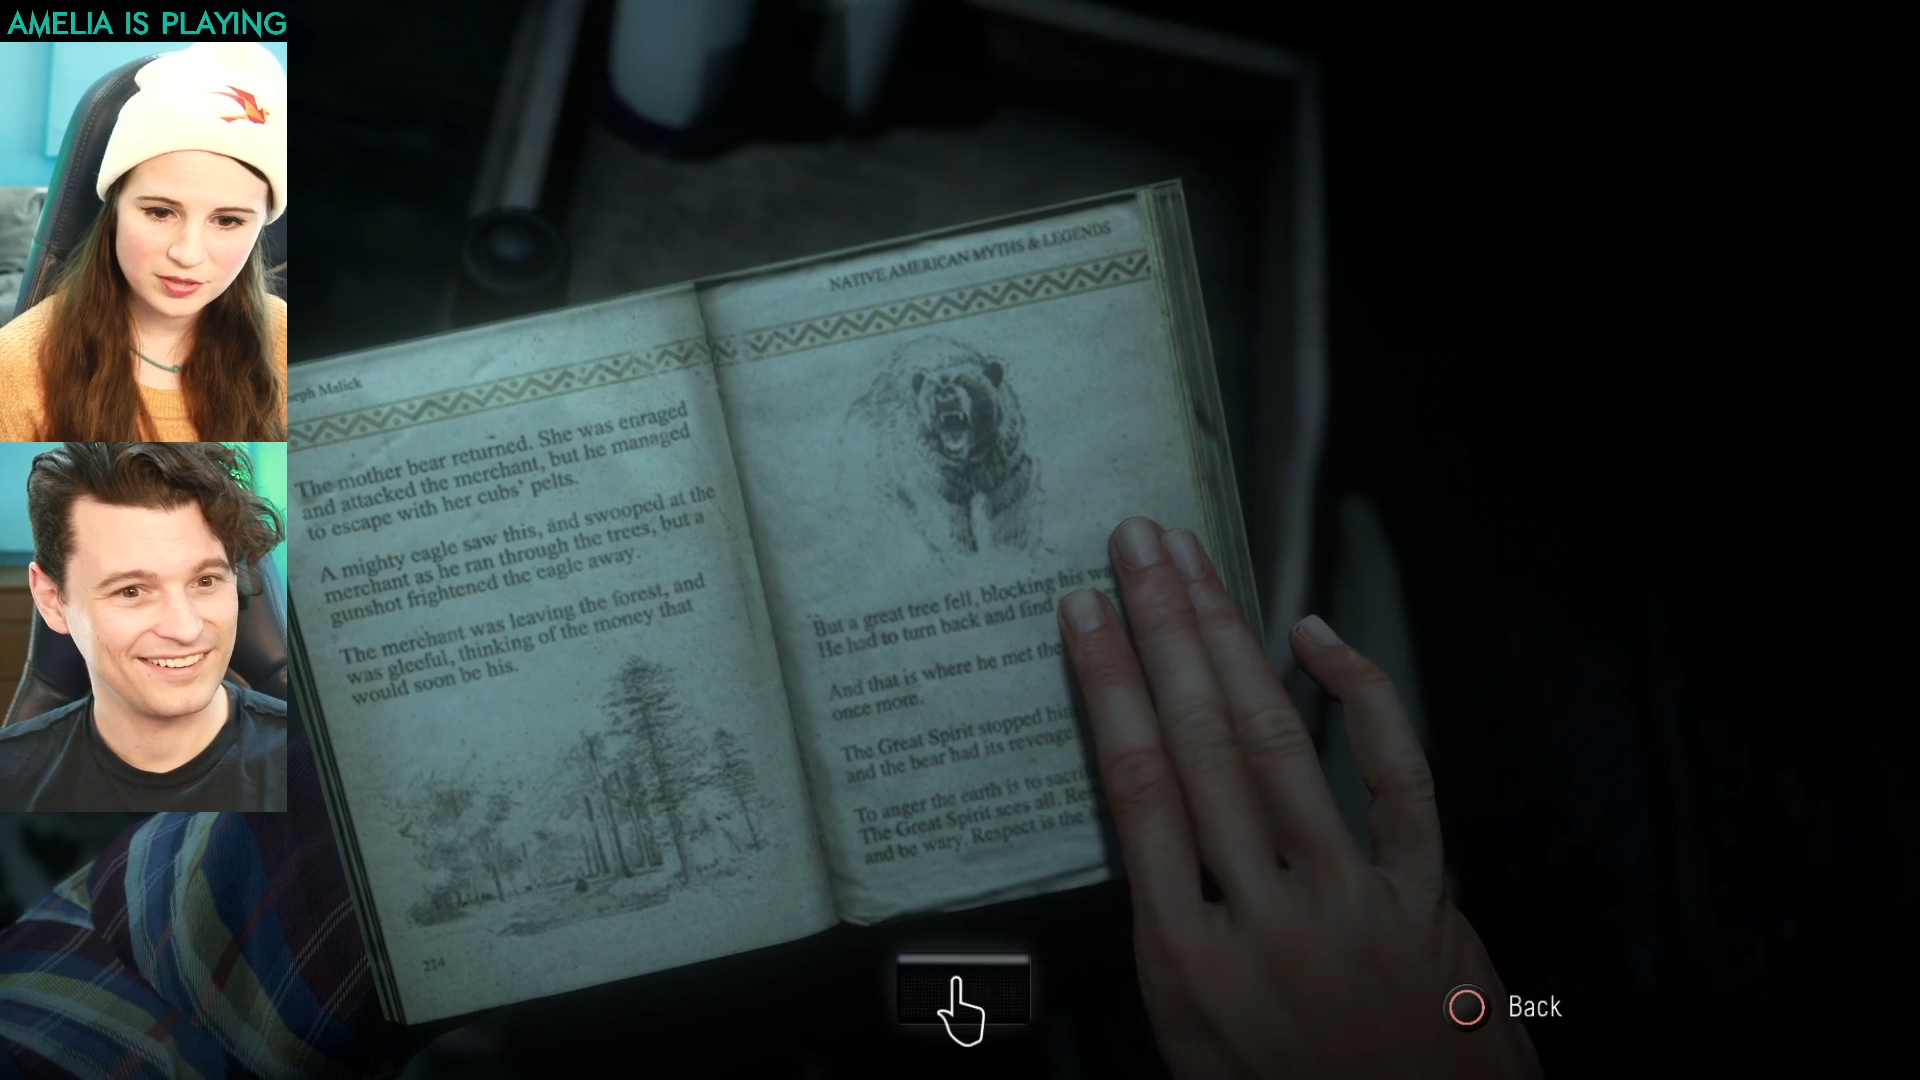 AMELIA IS PLAYING
Malick
The mother bear returned. She was enraged
and attacked the merchant, but he managed
to escape with her cubs' pelts.
A mighty eagle saw this, and swooped at the
merchant as he ran through the trees, but a
gunshot frightened the eagle away.
The merchant was leaving the forest, and
was gleeful, thinking of the money that
would soon be his.
214
NATIVE AMERICAN MYTHS & LEGENDS
But a great tree fell, blocking his
He had to turn back and find
And that is where he met the
once more.
The Great Spirit stopped
and the bear had its revenge
To anger the earth is to
The Great Spirit sees all.
and be wary. Respect is the
Back